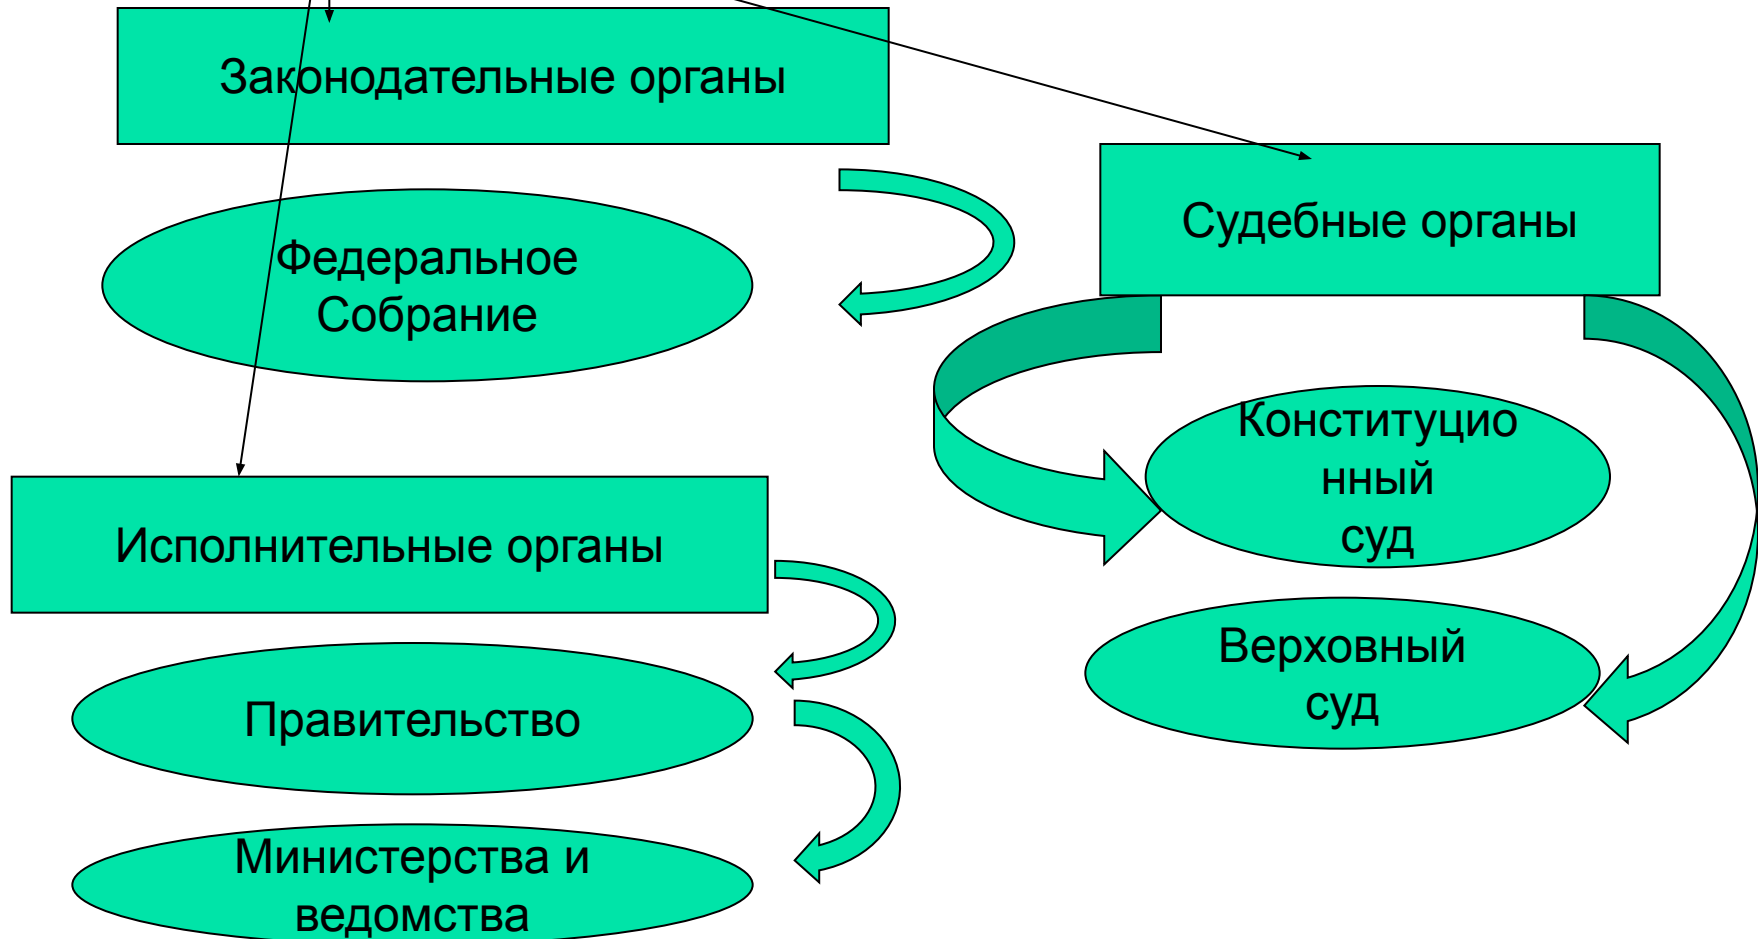 Законодательные органы
Федеральное
Собрание
Судебные органы
Конституцио
нный
суд
Верховный
суд
Исполнительные органы
Правительство
Министерства и
ведомства